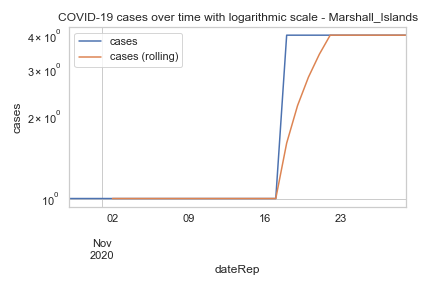 COVID-19 cases over time with logarithmic scale - Marshall_Islands
4 × 10⁰
3 × 10⁰
2 × 10⁰
10⁰
cases
cases
cases (rolling)
02 09 16 23
Nov
2020
dateRep